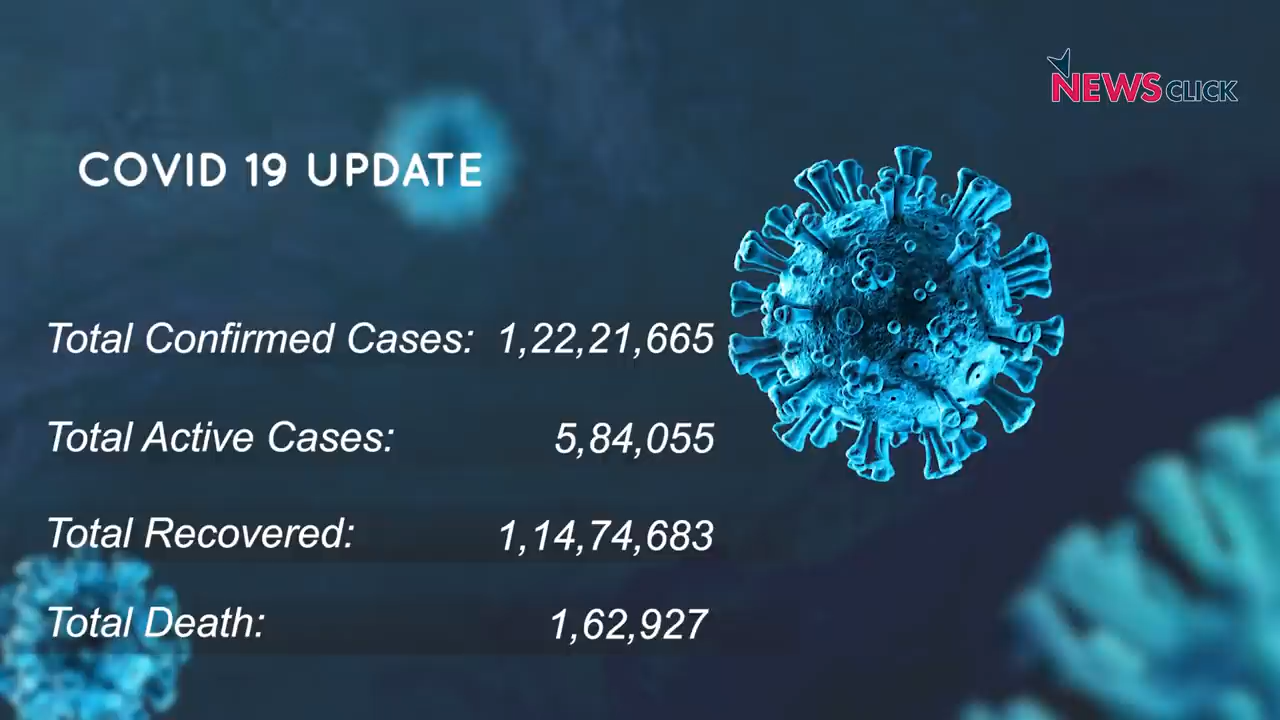 NEWSCLICK
COVID 19 UPDATE
Total Confirmed Cases: 1,22,21,665
Total Active Cases: 5,84,055
Total Recovered: 1,14,74,683
Total Death: 1,62,927